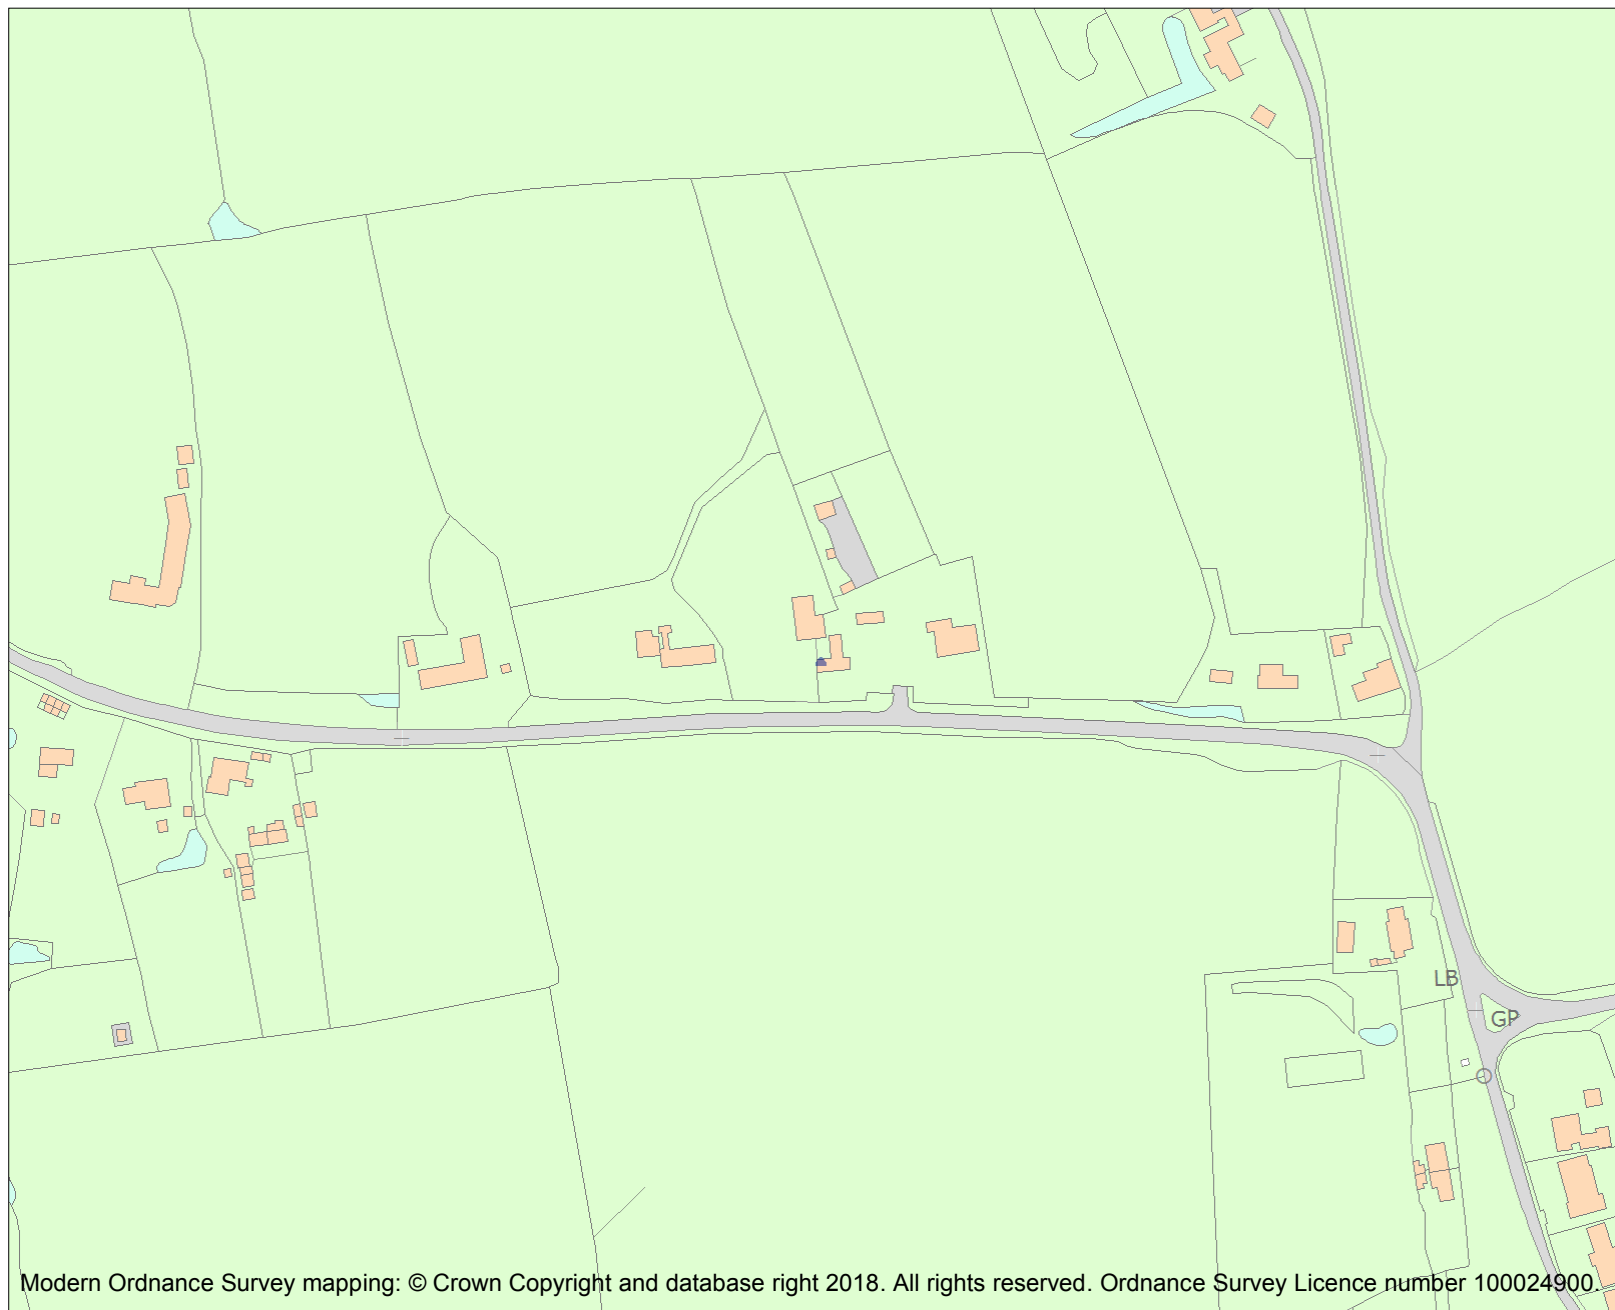 LB
GP
Modern Ordnance Survey mapping: © Crown Copyright and database right 2018. All rights reserved. Ordnance Survey Licence number 100024900.